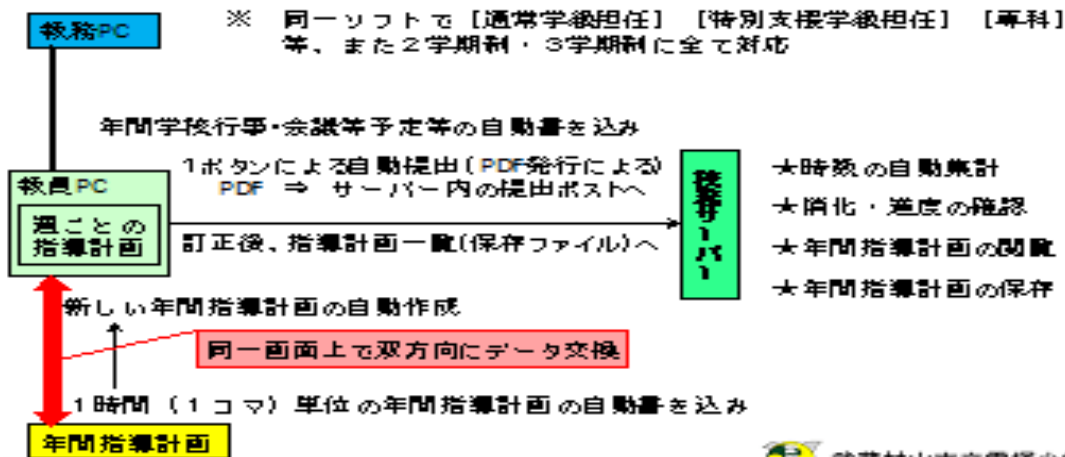 教務PC
※ 同一ソフトで［通常学級担任］［特別支援学級担任］［専科］
等、また２学期制・３学期制に全て対応
年間学校行事・会議等予定等の自動書き込み
1ボタンによる自動提出(PDF発行による)
PDF ⇒ サーバー内の提出ポストへ
教員PC
週ごとの
指導計画
訂正後、指導計画一覧(保存ファイル)へ
校務サーバー
★時数の自動集計
★消化・進度の確認
★年間指導計画の閲覧
★年間指導計画の保存
新しい年間指導計画の自動作成
同一画面上で双方向にデータ交換
１時間（１コマ）単位の年間指導計画の自動書き込み
年間指導計画